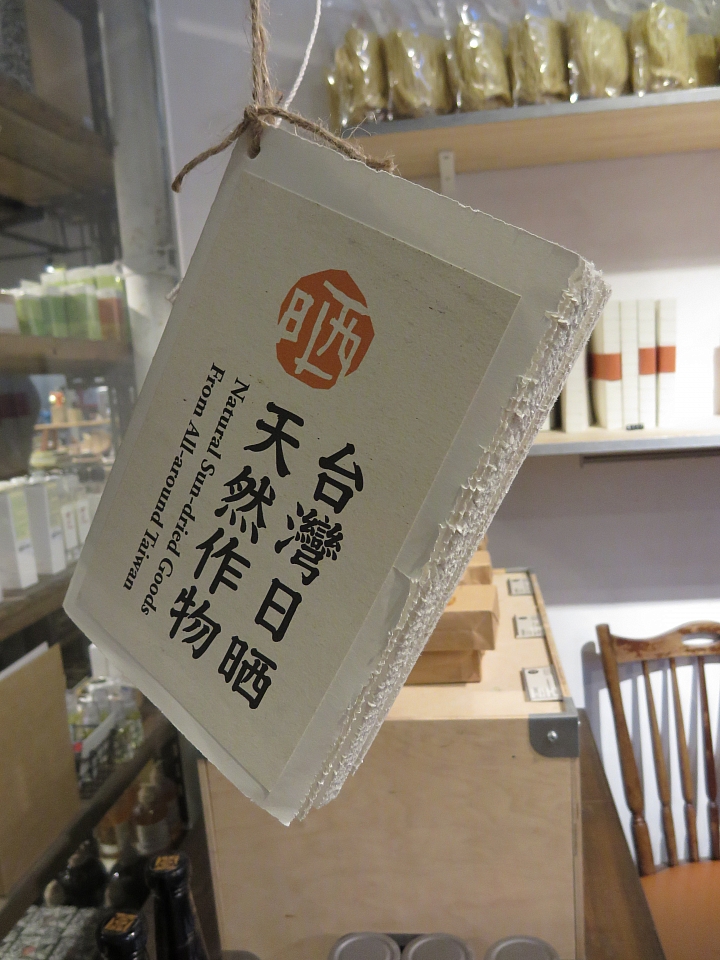 晒
台灣日晒
天然作物
Natural Sun-dried Goods
From All-around Taiwan